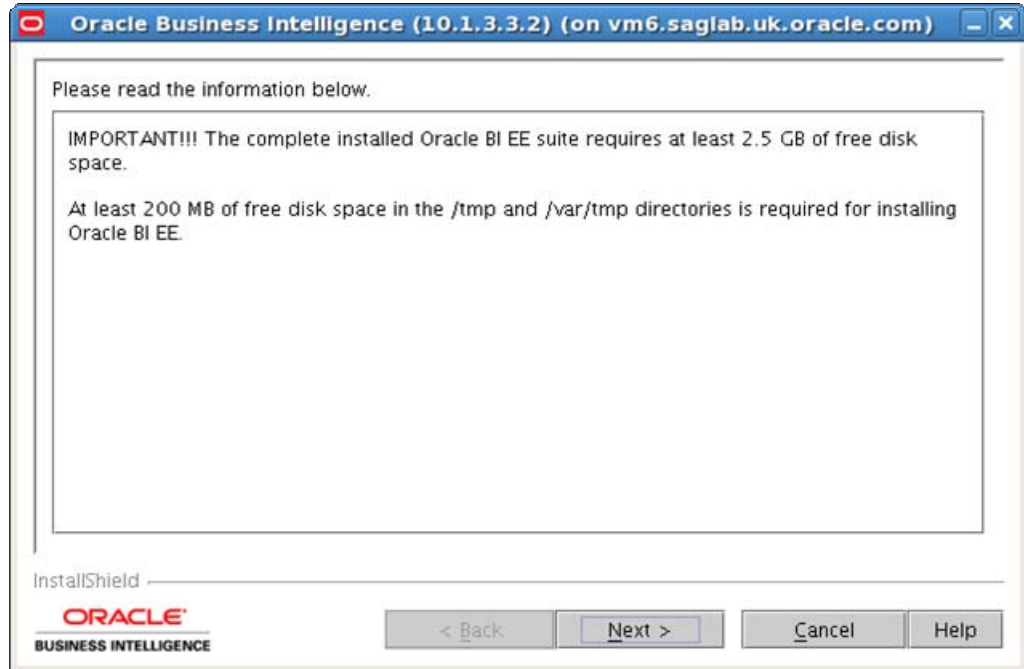 Oracle Business Intelligence (10.1.3.3.2) (on vm6.saglab.uk.oracle.com)
Please read the information below.
IMPORTANT!!! The complete installed Oracle BI EE suite requires at least 2.5 GB of free disk
space.
At least 200 MB of free disk space in the /tmp and /var/tmp directories is required for installing
Oracle BI EE.
InstallShield
ORACLE
BUSINESS INTELLIGENCE
< Back
Next >
Cancel
Help